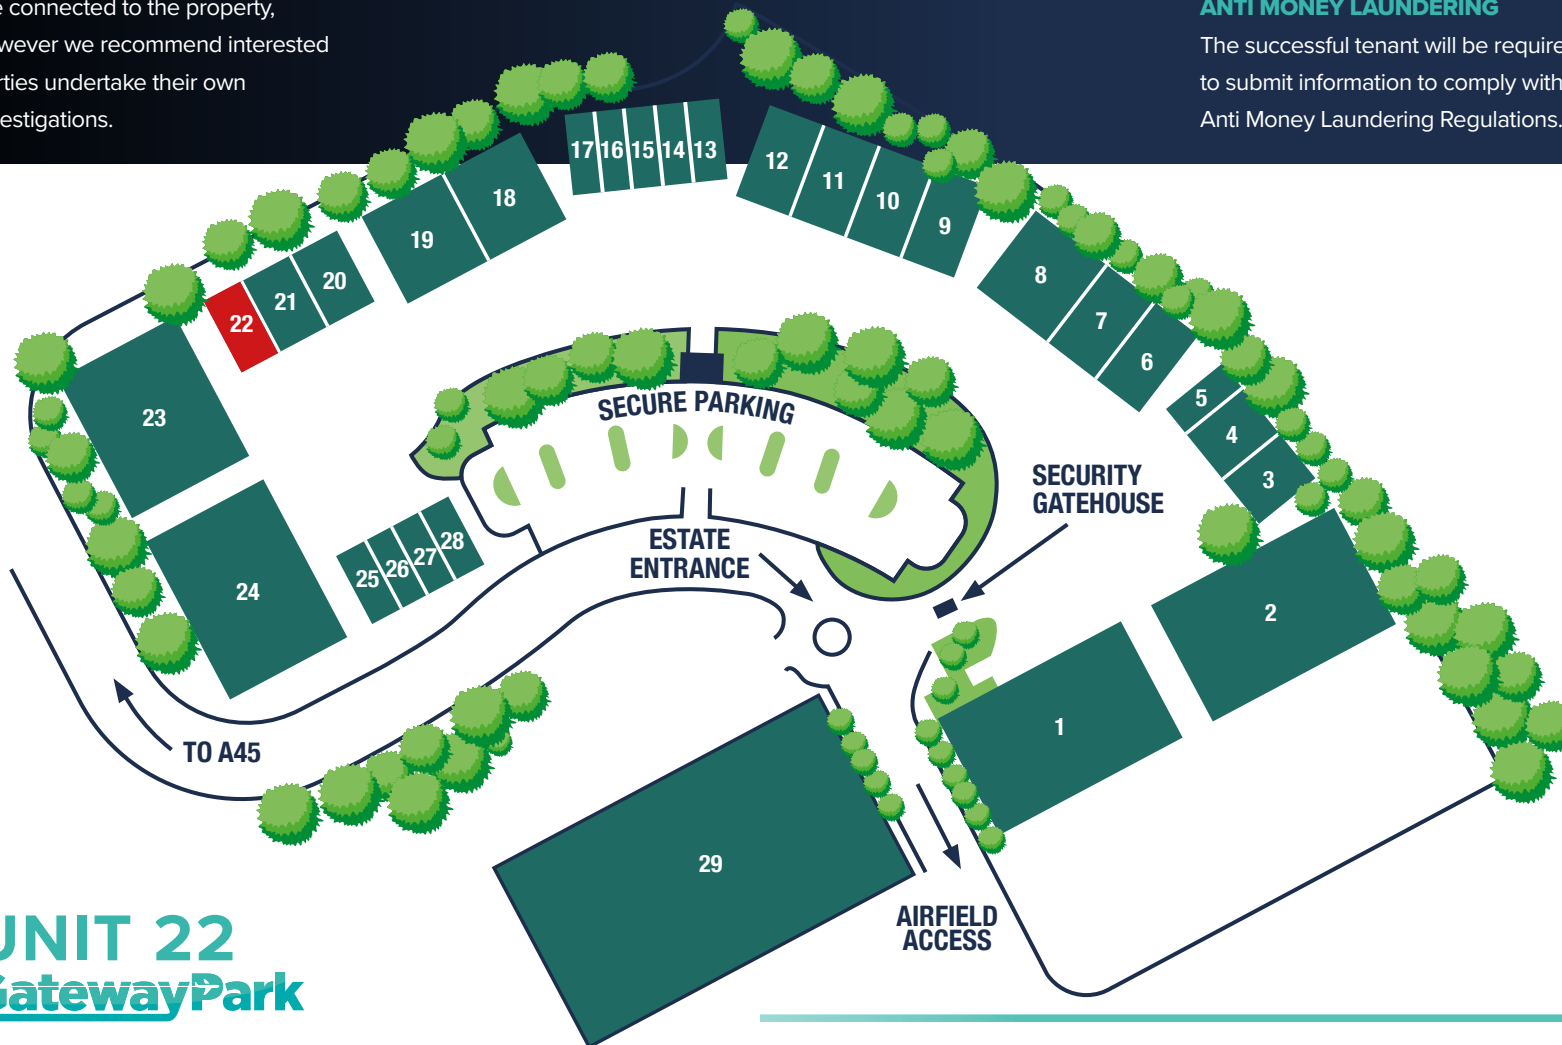 e connected to the property,
wever we recommend interested
rties undertake their own
estigations.
ANTI MONEY LAUNDERING
The successful tenant will be require
to submit information to comply with
Anti Money Laundering Regulations.
17 16 15 14 13
12
11
10
9
18
19
20
21
22
8
7
6
5
4
3
23
24
25
26
27
28
SECURE PARKING
SECURITY
GATEHOUSE
ESTATE
ENTRANCE
2
1
TO A45
29
AIRFIELD
ACCESS
UNIT 22
GatewayPark